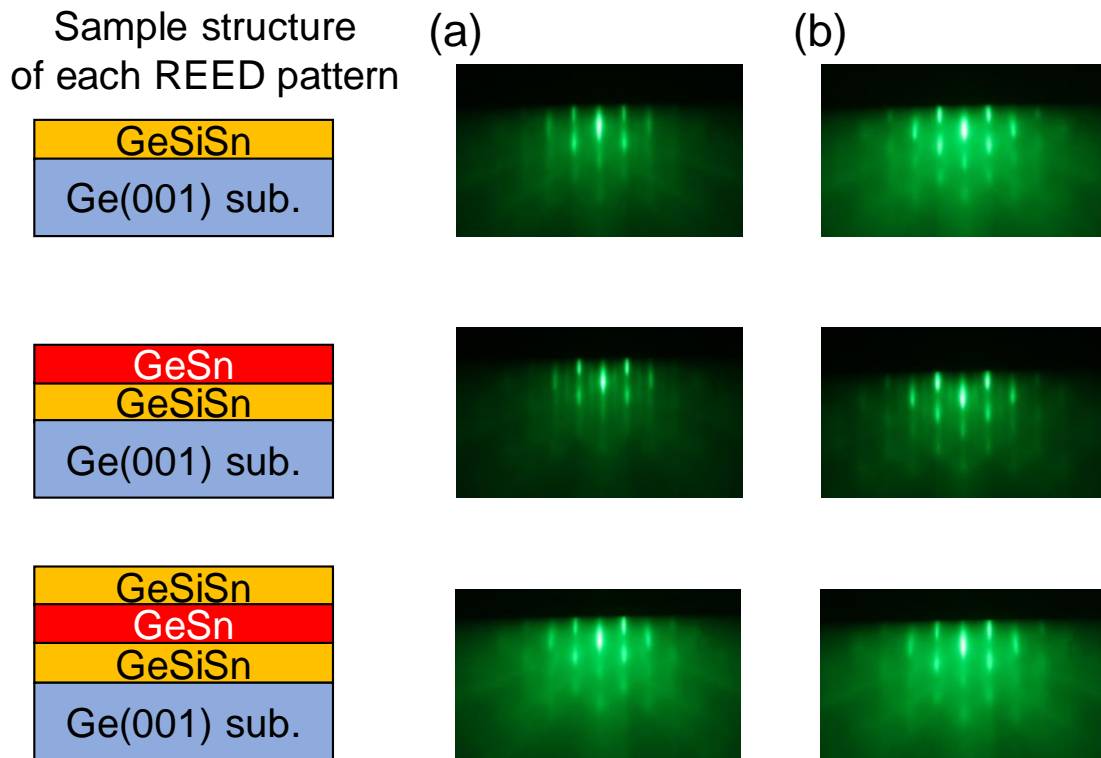 Sample structure
of each REED pattern
(a)
(b)
GeSiSn
Ge(001) sub.
GeSn
GeSiSn
Ge(001) sub.
GeSiSn
GeSn
GeSiSn
Ge(001) sub.